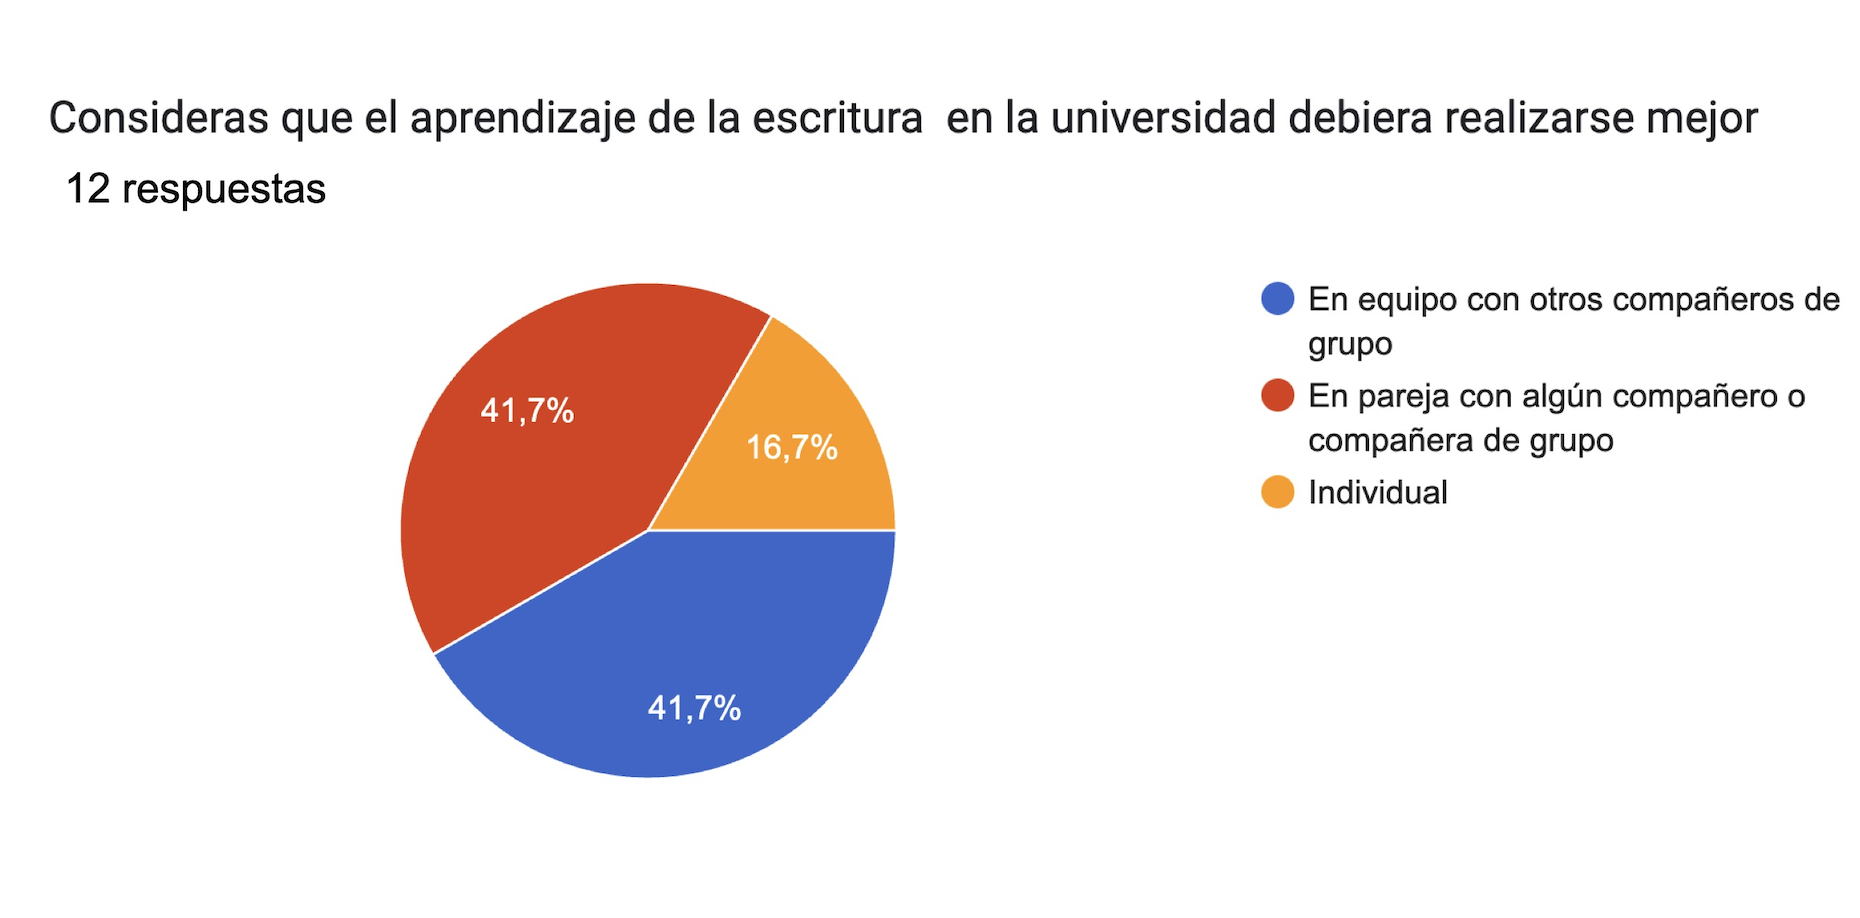 Consideras que el aprendizaje de la escritura  en la universidad debiera realizarse mejor
12 respuestas
41,7%
16,7%
41,7%
En equipo con otros compañeros de
grupo
En pareja con algún compañero o
compañera de grupo
Individual